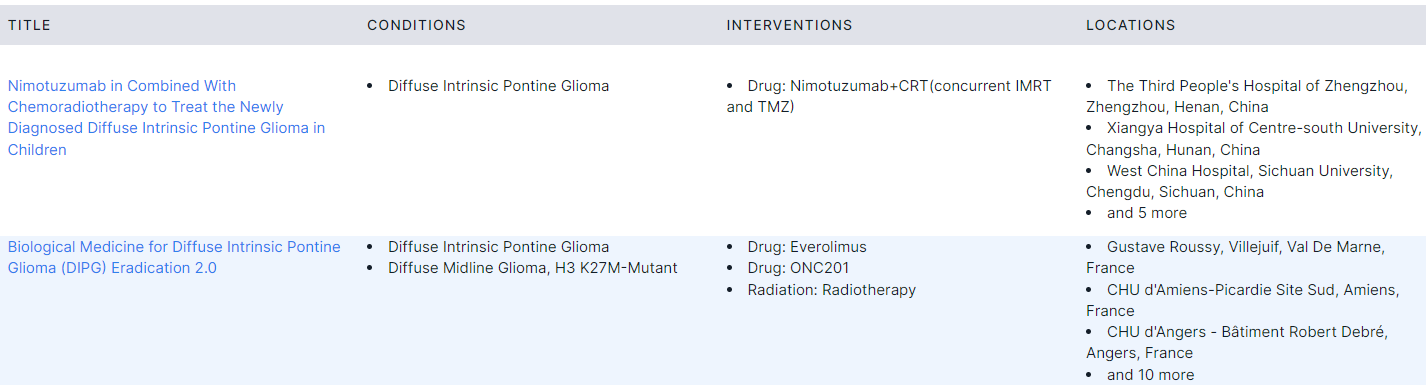 TITLE CONDITIONS INTERVENTIONS LOCATIONS
Nimotuzumab in Combined With
Chemoradiotherapy to Treat the Newly
Diagnosed Diffuse Intrinsic Pontine Glioma in
Children
• Diffuse Intrinsic Pontine Glioma
• Drug: Nimotuzumab+CRT(concurrent IMRT
and TMZ)
• The Third People's Hospital of Zhengzhou,
Zhengzhou, Henan, China
• Xiangya Hospital of Centre-south University,
Changsha, Hunan, China
• West China Hospital, Sichuan University,
Chengdu, Sichuan, China
• and 5 more
Biological Medicine for Diffuse Intrinsic Pontine
Glioma (DIPG) Eradication 2.0
• Diffuse Intrinsic Pontine Glioma
• Diffuse Midline Glioma, H3 K27M-Mutant
• Drug: Everolimus
• Drug: ONC201
• Radiation: Radiotherapy
• Gustave Roussy, Villejuif, Val De Marne,
France
• CHU d'Amiens-Picardie Site Sud, Amiens,
France
• CHU d'Angers - Bâtiment Robert Debré,
Angers, France
• and 10 more